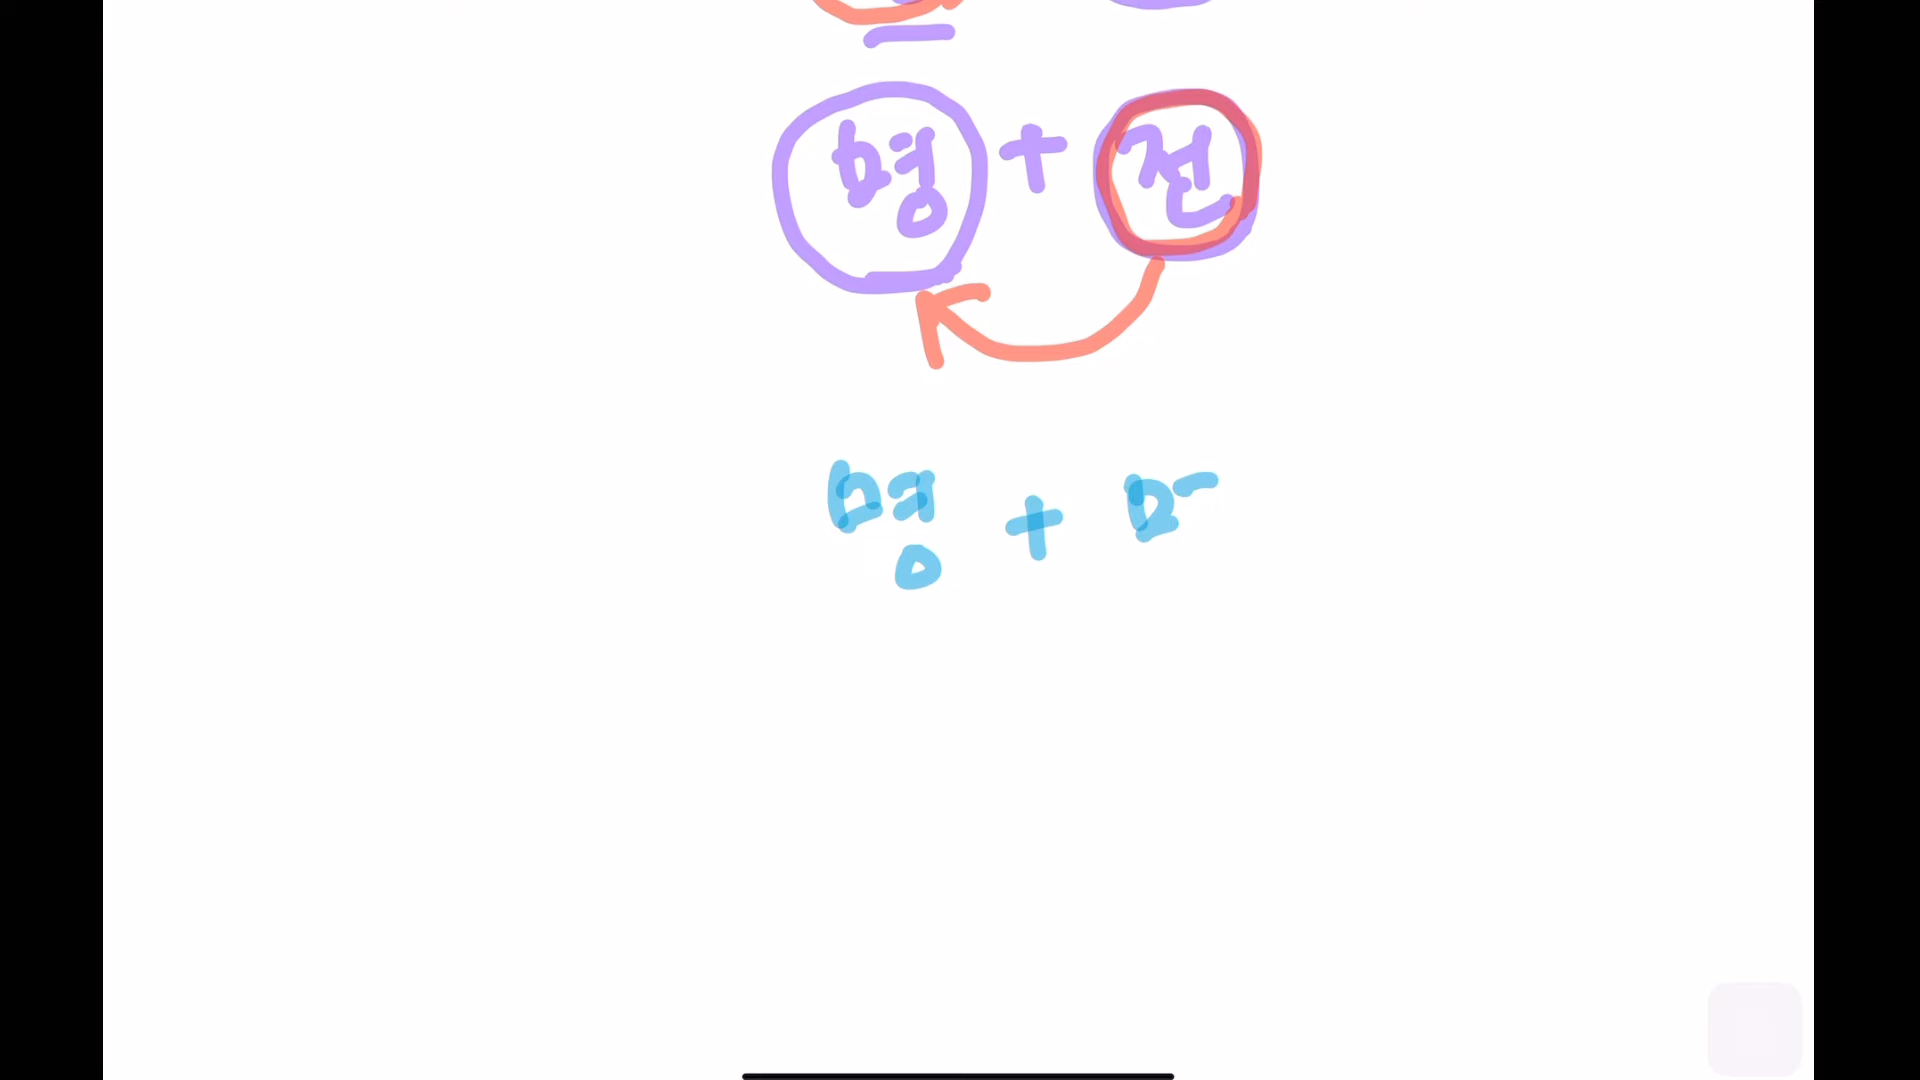 명 + 전
명 + ㅁ